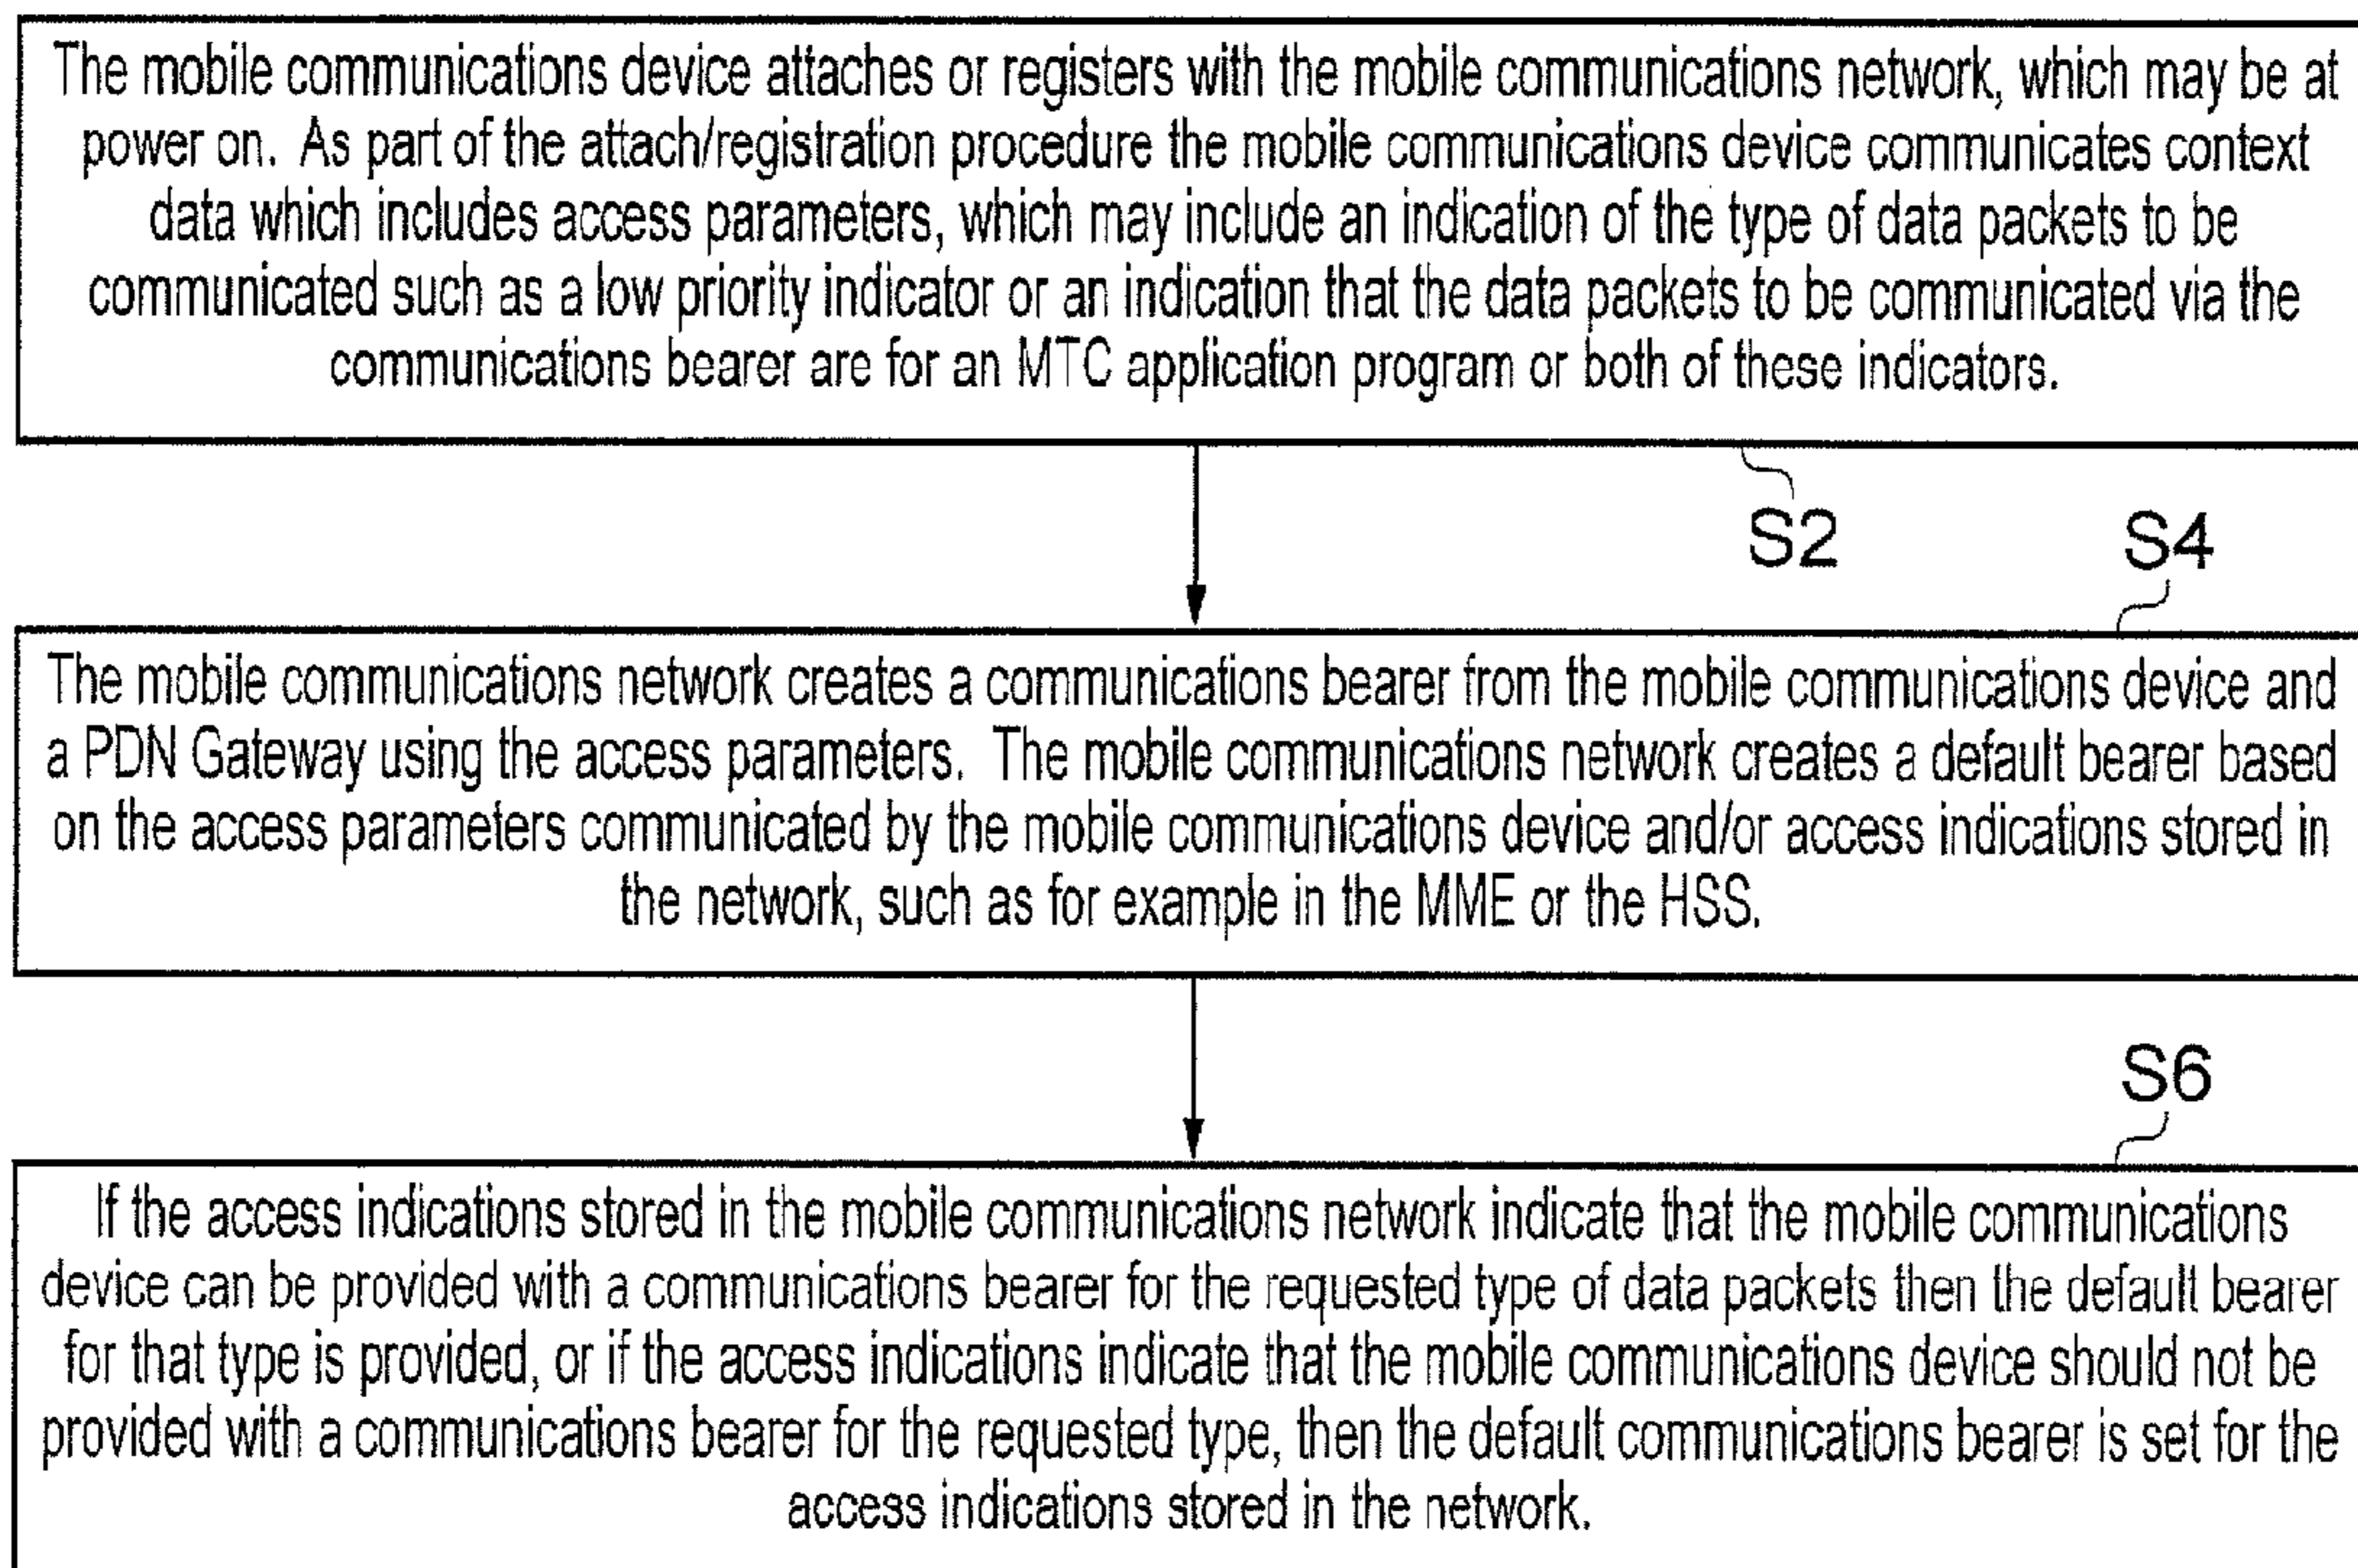 The mobile communications device attaches or registers with the mobile communications network, which may be at
power on. As part of the attach/registration procedure the mobile communications device communicates context
data which includes access parameters, which may include an indication of the type of data packets to be
communicated such as a low priority indicator or an indication that the data packets to be communicated via the
communications bearer are for an MTC application program or both of these indicators.
S2
S4
The mobile communications network creates a communications bearer from the mobile communications device and
a PDN Gateway using the access parameters. The mobile communications network creates a default bearer based
on the access parameters communicated by the mobile communications device and/or access indications stored in
the network, such as for example in the MME or the HSS.
S6
If the access indications stored in the mobile communications network indicate that the mobile communications
device can be provided with a communications bearer for the requested type of data packets then the default bearer
for that type is provided, or if the access indications indicate that the mobile communications device should not be
provided with a communications bearer for the requested type, then the default communications bearer is set for the
access indications stored in the network.